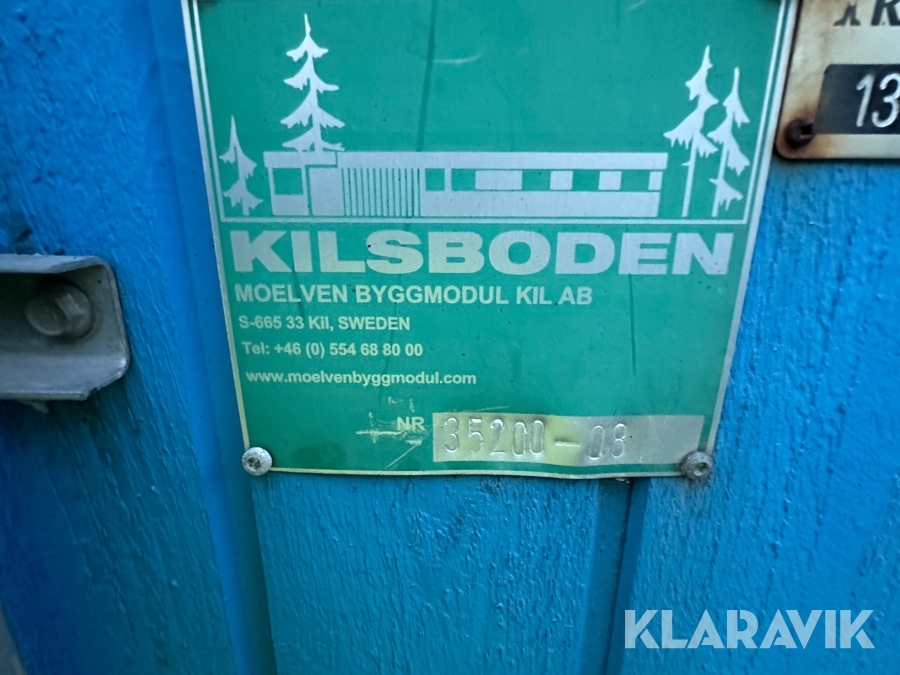 KILSBODEN
MOELVEN BYGGMODUL KIL AB
S-665 33 Kil, SWEDEN
Tel: +46 (0) 554 68 80 00
www.moelvenbyggmodul.com
NR 35200-08
13
KLARAVIK